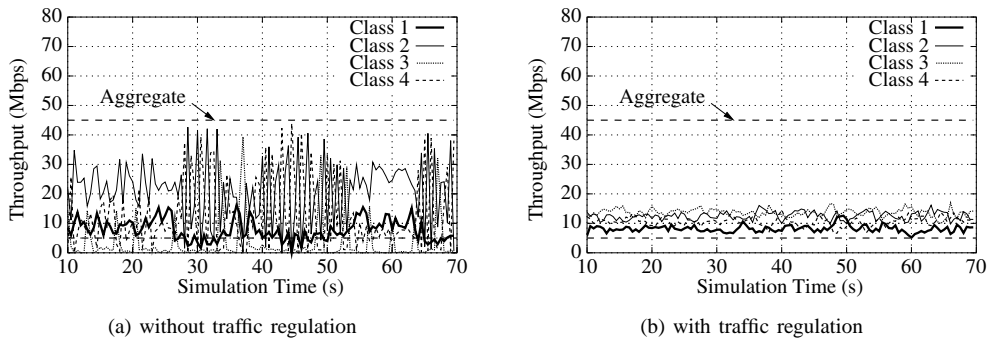 80
70
60
50
40
30
20
10
0
Throughput (Mbps)
Class 1
Class 2
Class 3
Class 4
Aggregate
10 20 30 40 50 60 70
Simulation Time (s)
(a) without traffic regulation
80
70
60
50
40
30
20
10
0
Throughput (Mbps)
Class 1
Class 2
Class 3
Class 4
Aggregate
10 20 30 40 50 60 70
Simulation Time (s)
(b) with traffic regulation